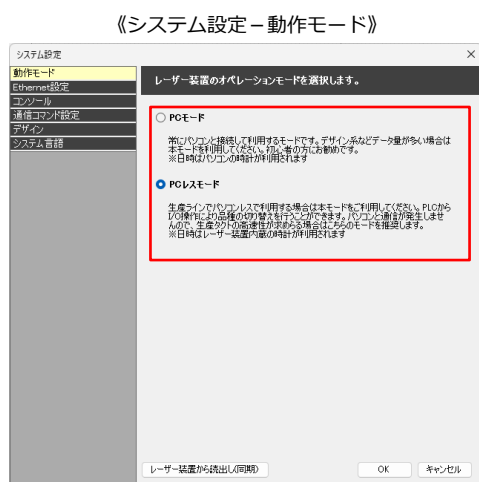 《システム設定－動作モード》
システム設定
動作モード
Ethernet設定
コンソール
通信コマンド設定
デザイン
システム言語
レーザー装置のオペレーションモードを選択します。
PCモード
常にパソコンと接続して利用するモードです。デザイン系などデータ量が多い場合は
本モードを利用してください。初心者の方にお勧めです。
※日時はパソコンの時計が利用されます
PCレスモード
生産ラインでパソコンレスで利用する場合は本モードをご利用してください。PLCから
I/O操作により品種の切り替えを行うことができます。パソコンと通信が発生しませ
んので、生産タクトの高速性が求めらる場合はこちらのモードを推奨します。
※日時はレーザー装置内蔵の時計が利用されます
レーザー装置から読出し(同期)
OK
キャンセル